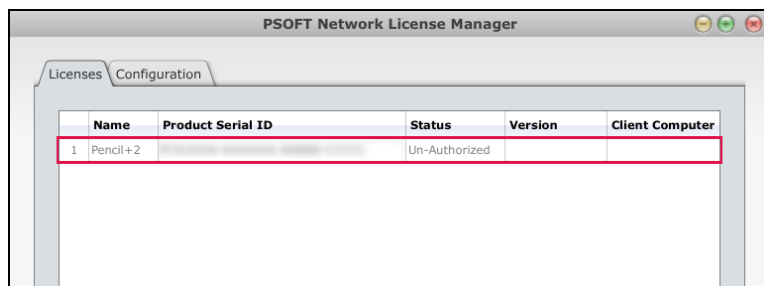 PSOFT Network License Manager
Licenses Configuration
Name Product Serial ID Status Version Client Computer
1 Pencil+2 Un-Authorized